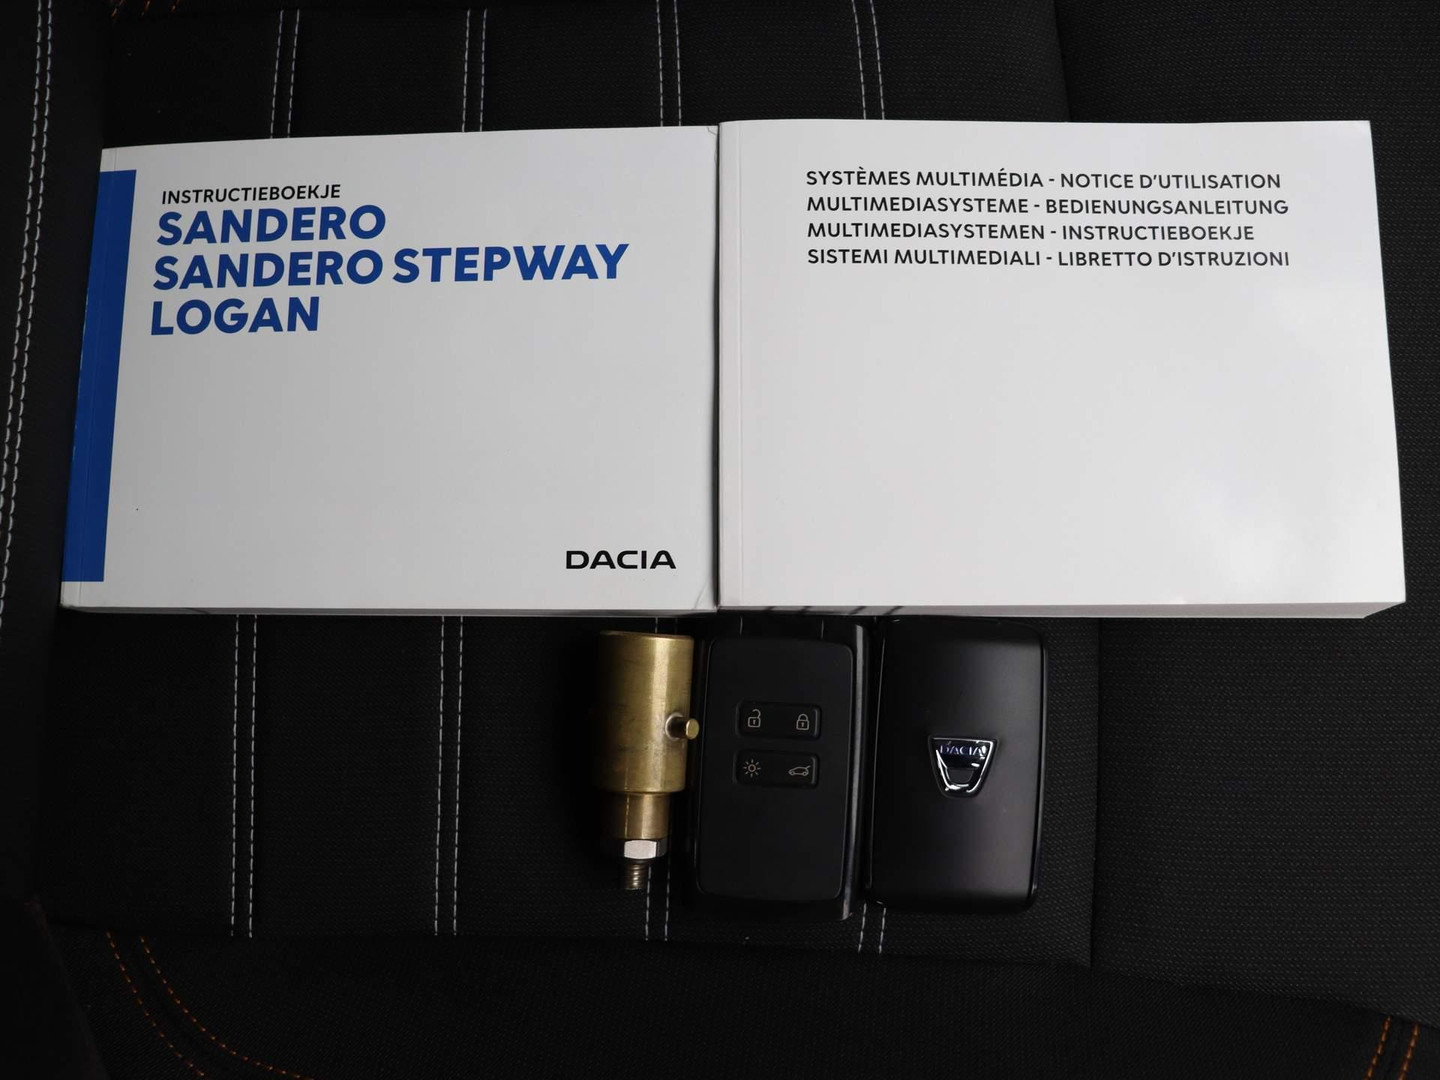 INSTRUCTIEBOEKJE
SANDERO
SANDERO STEPWAY
LOGAN
DACIA
SYSTÈMES MULTIMÉDIA - NOTICE D'UTILISATION
MULTIMEDIASYSTEME - BEDIENUNGSANLEITUNG
MULTIMEDIASYSTEMEN - INSTRUCTIEBOEKJE
SISTEMI MULTIMEDIALI - LIBRETTO D'ISTRUZIONI
DACIA